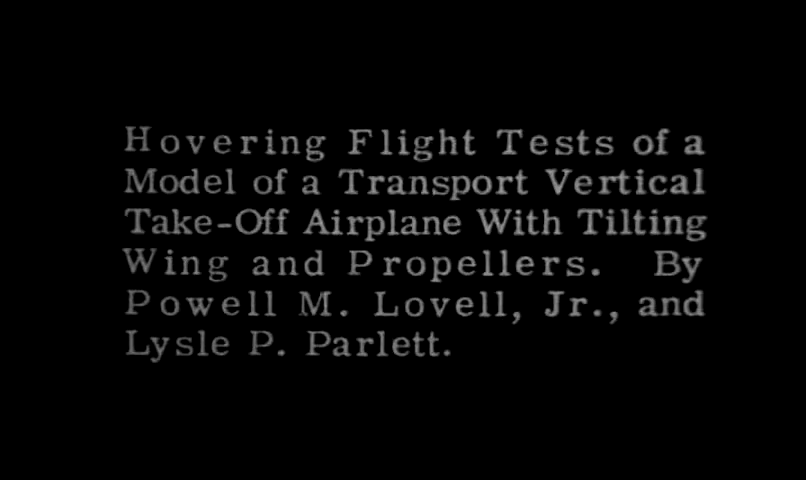 Hovering Flight Tests of a
Model of a Transport Vertical
Take-Off Airplane With Tilting
Wing and Propellers. By
Powell M. Lovell, Jr., and
Lysle P. Parlett.